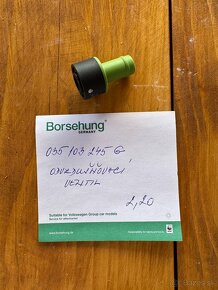 Borsehung
GERMANY
035 103 245 G
ODVZDUŠŇOVACÍ
VENTIL
2,20
Suitable for Volkswagen Group car models
www.borsehung.de